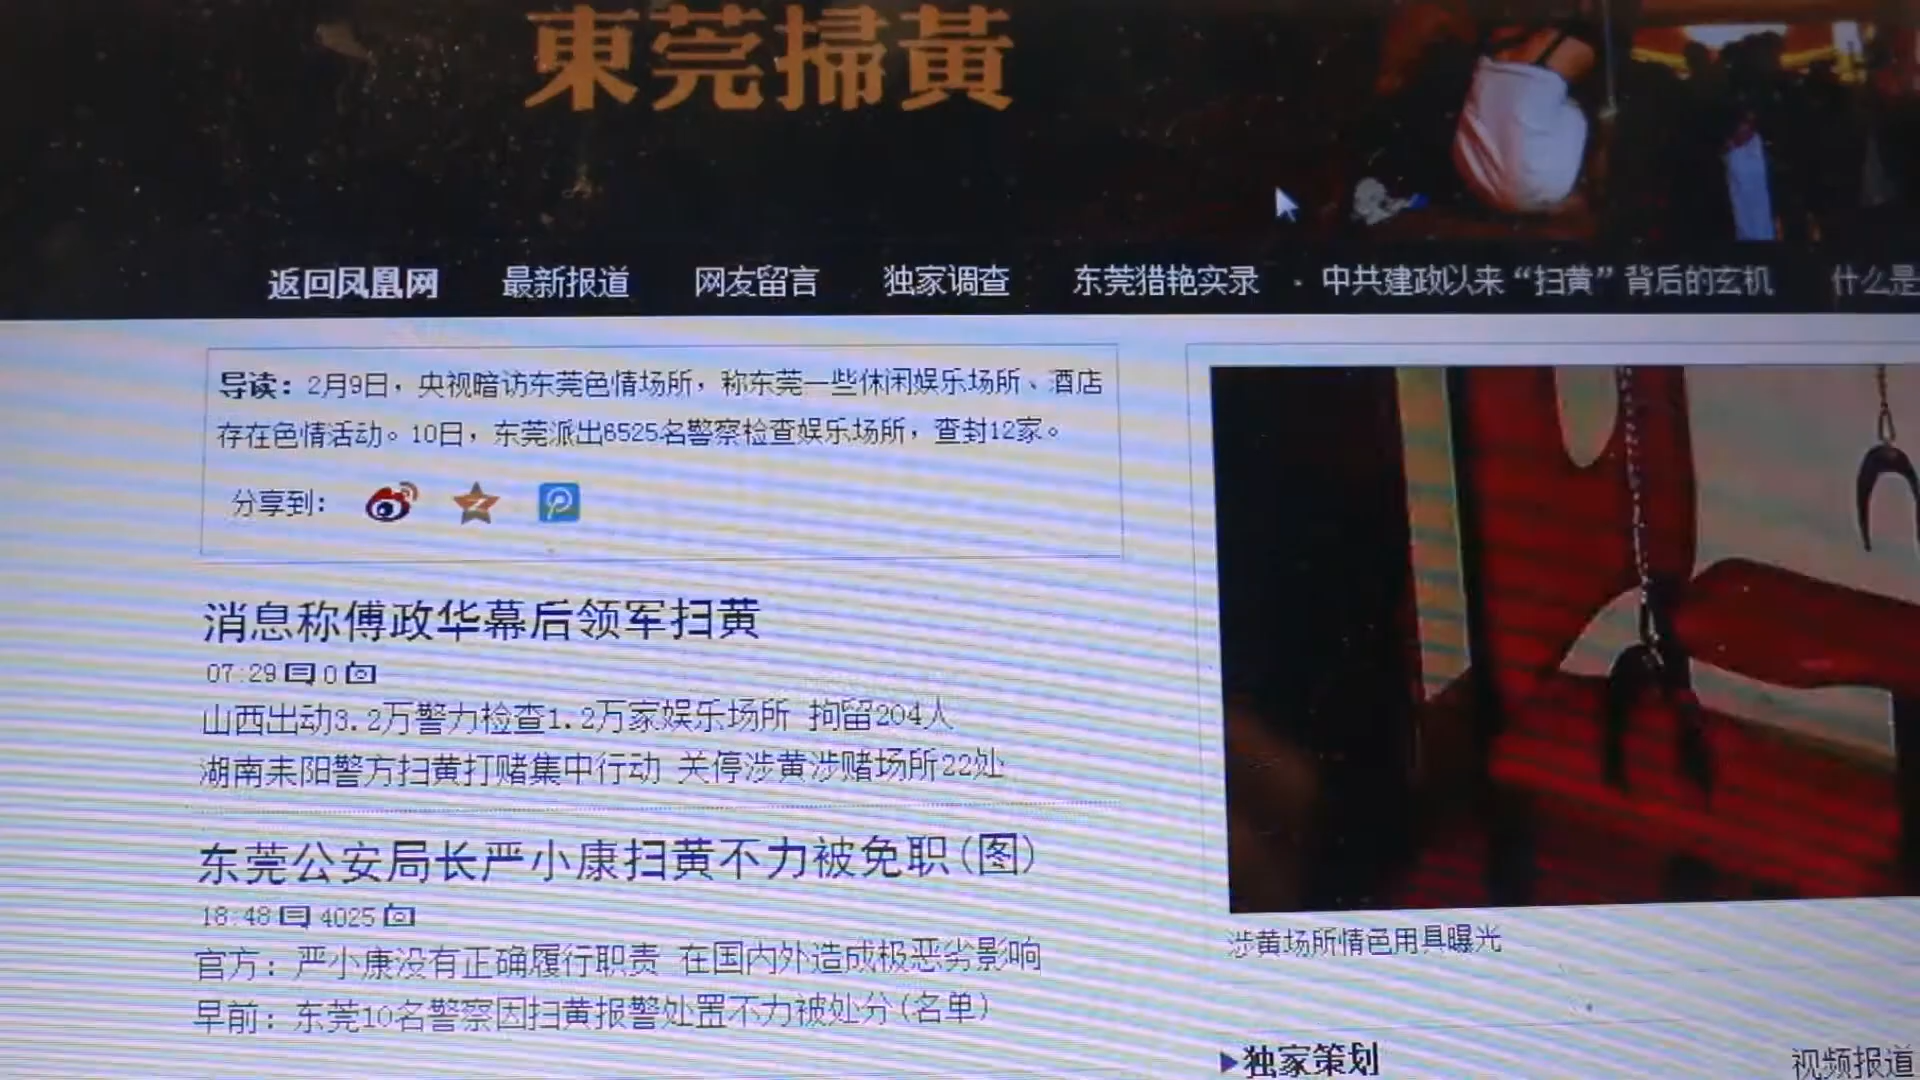 東莞掃黃
返回凤凰网 最新报道 网友留言 独家调查 东莞猎艳实录 · 中共建政以来“扫黄”背后的玄机 什么是
导读：2月9日，央视暗访东莞色情场所，称东莞一些休闲娱乐场所、酒店
存在色情活动。10日，东莞派出6525名警察检查娱乐场所，查封12家。
分享到：
消息称傅政华幕后领军扫黄
07:29 0
山西出动3.2万警力检查1.2万家娱乐场所 拘留204人
湖南耒阳警方扫黄打赌集中行动 关停涉黄涉赌场所22处
东莞公安局长严小康扫黄不力被免职(图)
18:48 4025
官方：严小康没有正确履行职责 在国内外造成极恶劣影响
早前：东莞10名警察因扫黄报警处置不力被处分(名单)
涉黄场所情色用具曝光
独家策划
视频报道